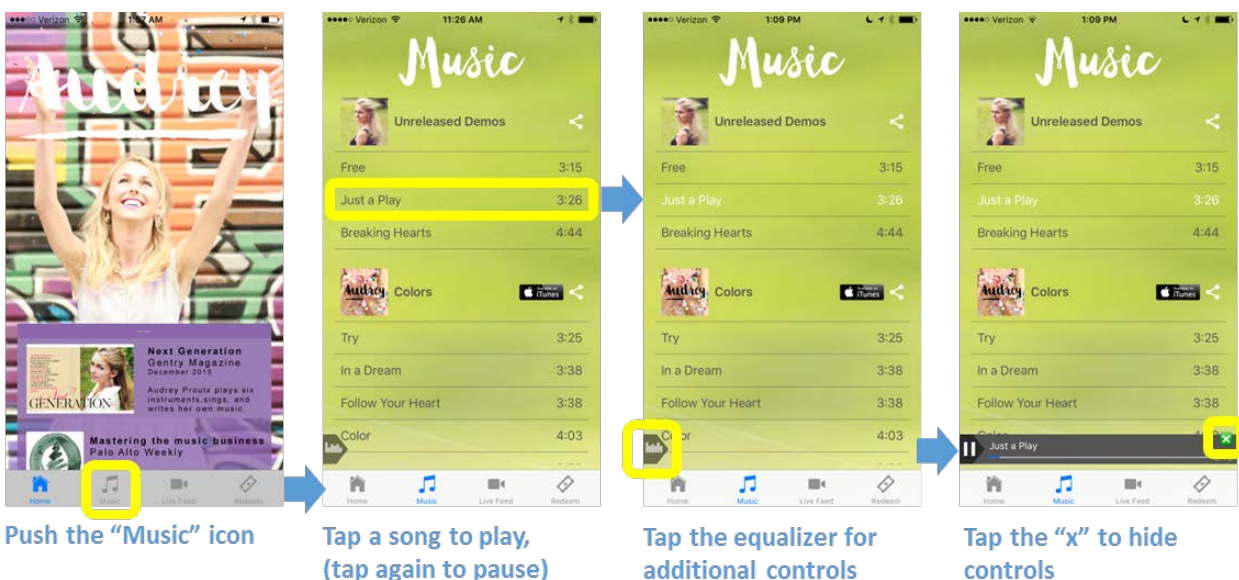 Verizon 11:07 AM
Audrey
Next Generation
Gentry Magazine
December 2015
Audrey Proulx plays six
instruments, sings, and
writes her own music
GENERATION
Mastering the music business
Palo Alto Weekly
Home Music Live Feed Redeem
Push the “Music” icon
Verizon 11:26 AM
Music
Unreleased Demos
Free 3:15
Just a Play 3:26
Breaking Hearts 4:44
Audrey Colors iTunes
Try 3:25
In a Dream 3:38
Follow Your Heart 3:38
Color 4:03
Home Music Live Feed Redeem
Tap a song to play,
(tap again to pause)
Verizon 1:09 PM
Music
Unreleased Demos
Free 3:15
Just a Play 3:26
Breaking Hearts 4:44
Audrey Colors iTunes
Try 3:25
In a Dream 3:38
Follow Your Heart 3:38
Color 4:03
Home Music Live Feed Redeem
Tap the equalizer for
additional controls
Verizon 1:09 PM
Music
Unreleased Demos
Free 3:15
Just a Play 3:26
Breaking Hearts 4:44
Audrey Colors iTunes
Try 3:25
In a Dream 3:38
Follow Your Heart 3:38
Just a Play
Home Music Live Feed Redeem
Tap the “x” to hide
controls